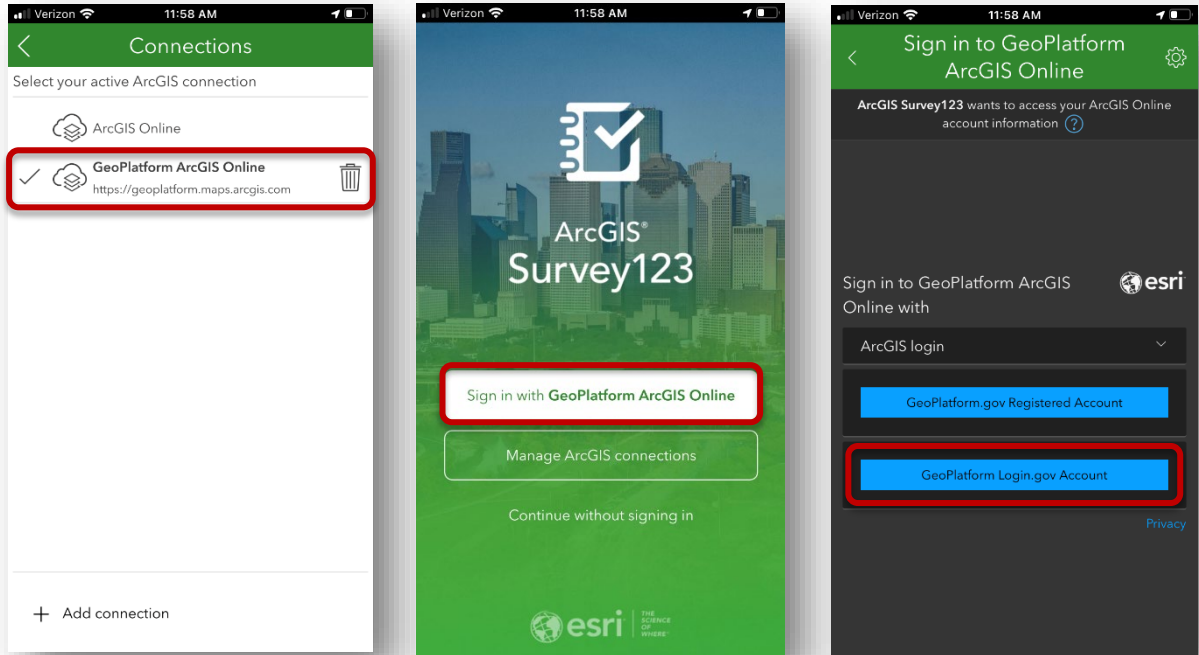 Verizon 11:58 AM
Connections
Select your active ArcGIS connection
ArcGIS Online
GeoPlatform ArcGIS Online
https://geoplatform.maps.arcgis.com
Add connection
Verizon 11:58 AM
ArcGIS®
Survey123
Sign in with GeoPlatform ArcGIS Online
Manage ArcGIS connections
Continue without signing in
esri
THE
SCIENCE
OF
WHERE™
Verizon 11:58 AM
Sign in to GeoPlatform
ArcGIS Online
ArcGIS Survey123 wants to access your ArcGIS Online
account information ?
Sign in to GeoPlatform ArcGIS
Online with
esri
ArcGIS login
GeoPlatform.gov Registered Account
GeoPlatform Login.gov Account
Privacy